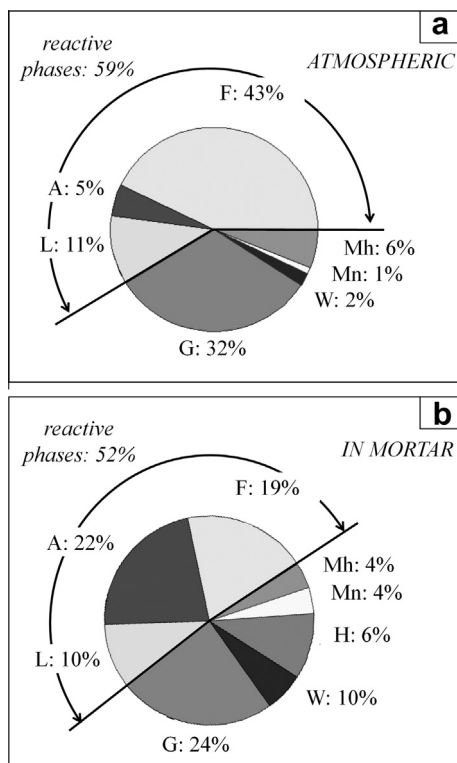 a
reactive
phases: 59%
ATMOSPHERIC
F: 43%
A: 5%
L: 11%
Mh: 6%
Mn: 1%
W: 2%
G: 32%
b
reactive
phases: 52%
IN MORTAR
F: 19%
A: 22%
Mh: 4%
Mn: 4%
H: 6%
L: 10%
W: 10%
G: 24%